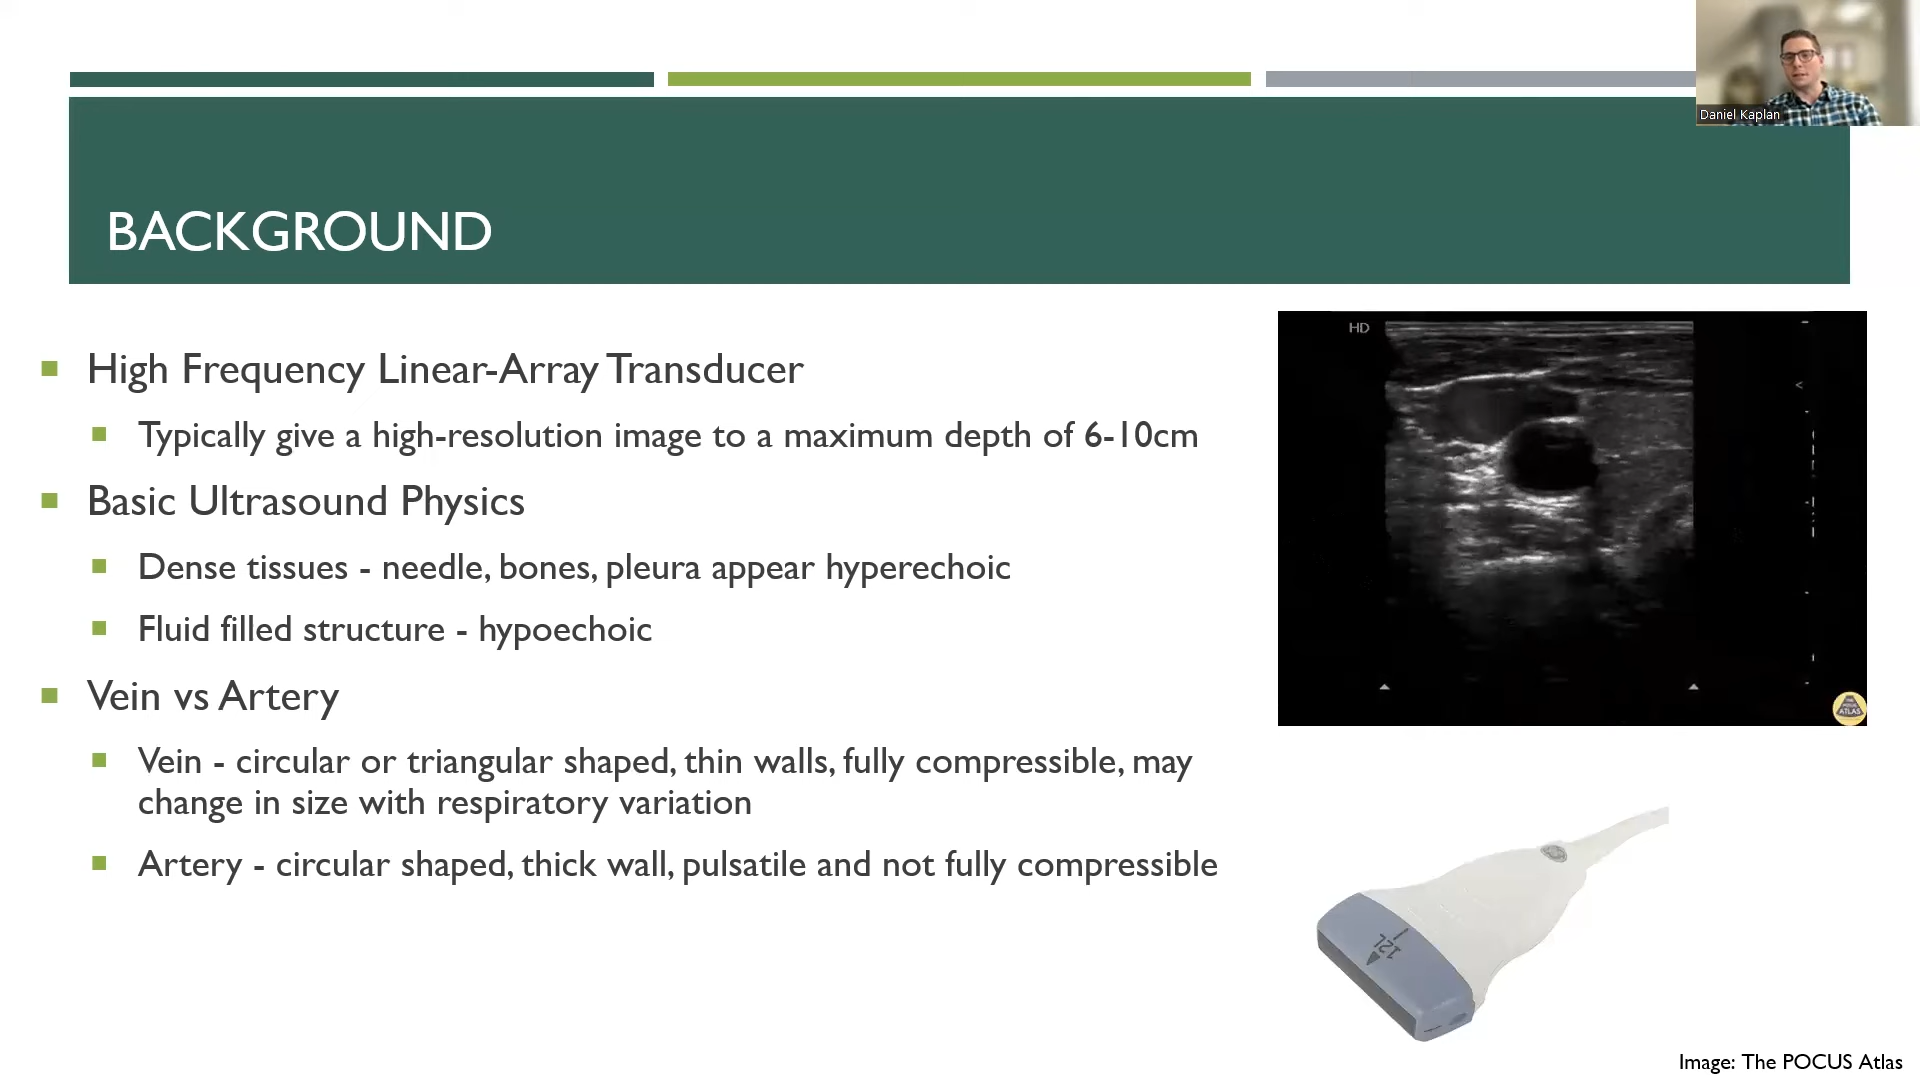 Daniel Kaplan
BACKGROUND
High Frequency Linear-Array Transducer
Typically give a high-resolution image to a maximum depth of 6-10cm
Basic Ultrasound Physics
Dense tissues - needle, bones, pleura appear hyperechoic
Fluid filled structure - hypoechoic
Vein vs Artery
Vein - circular or triangular shaped, thin walls, fully compressible, may
change in size with respiratory variation
Artery - circular shaped, thick wall, pulsatile and not fully compressible
HD
ATLAS
12L
Image: The POCUS Atlas